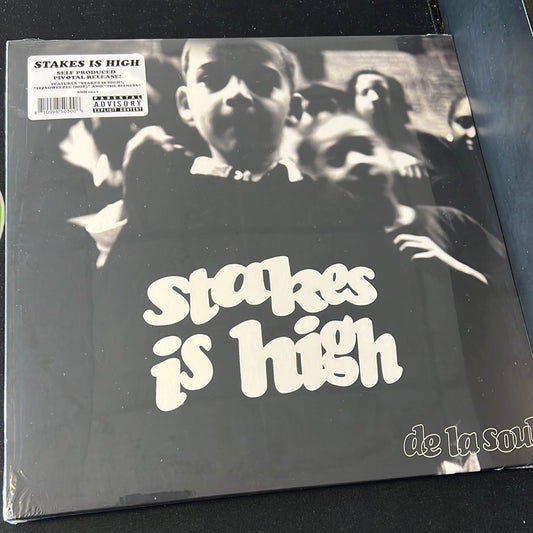 STAKES IS HIGH
SELF PRODUCED
PIVOTAL RELEASE!
FEATURES "STAKES IS HIGH",
"ITZSOWEEZEE (HOT)" AND "THE BIZNESS"
PARENTAL
ADVISORY
EXPLICIT CONTENT
stakes
is high
de la soul